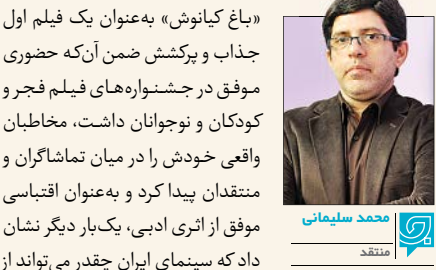 «باغ کیانوش» به‌عنوان یک فیلم اول
جذاب و پرکشش ضمن آن‌که حضوری
موفق در جشنواره‌های فیلم فجر و
کودکان و نوجوانان داشت، مخاطبان
واقعی خودش را در میان تماشاگران و
منتقدان پیدا کرد و به‌عنوان اقتباسی
موفق از اثری ادبی، یک‌بار دیگر نشان
داد که سینمای ایران چقدر می‌تواند از
محمد سلیمانی
منتقد